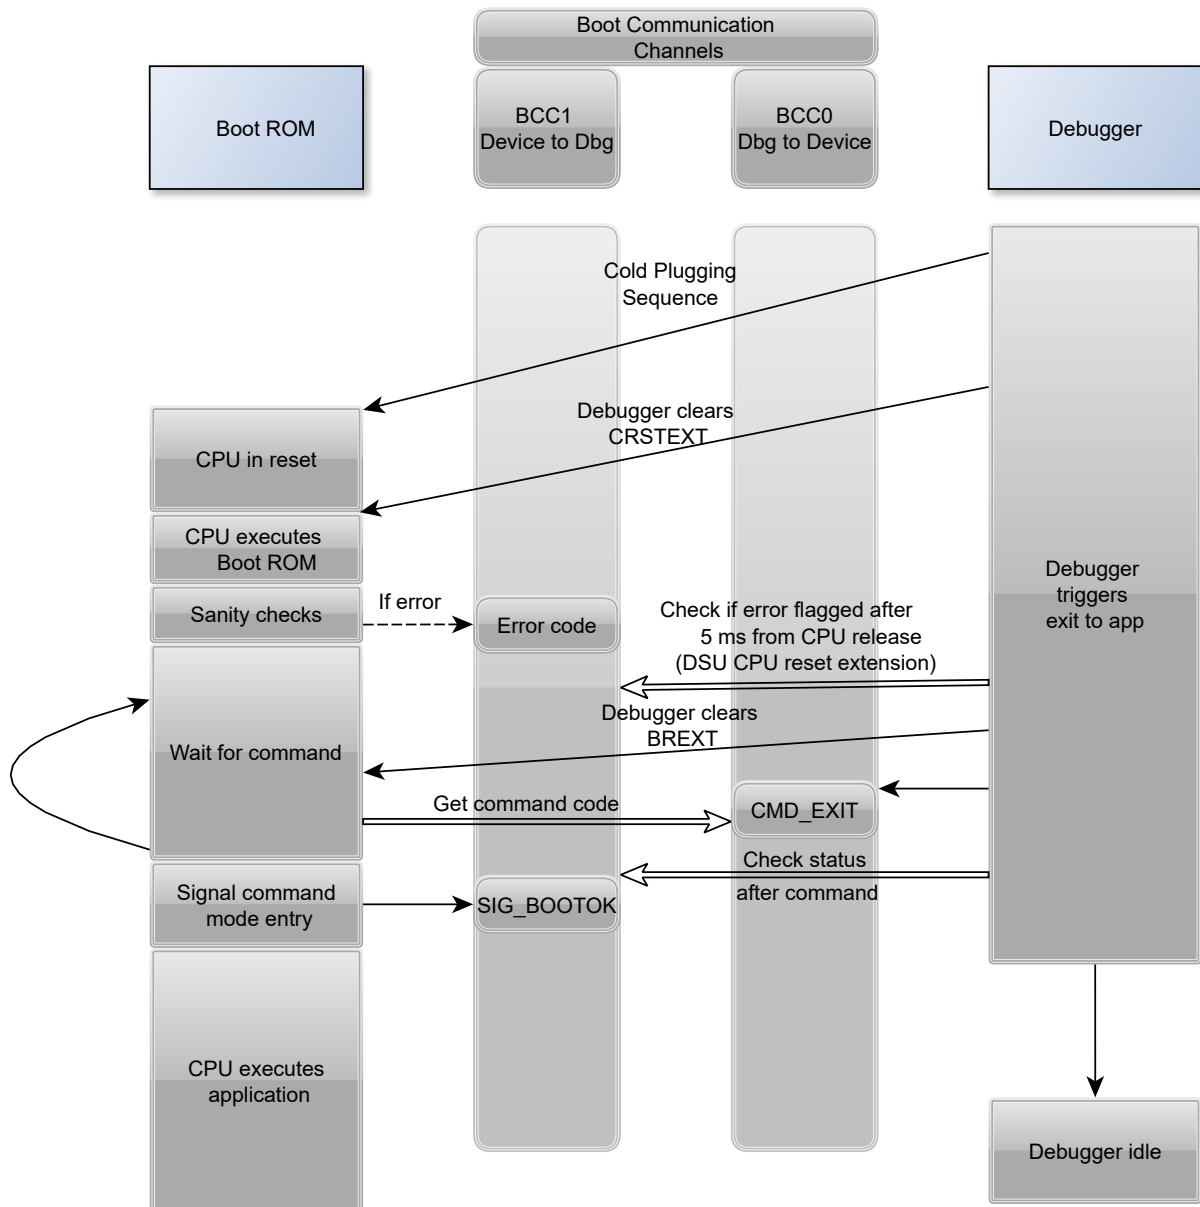 Boot Communication
Channels
Boot ROM
BCC1
Device to Dbg
BCC0
Dbg to Device
Debugger
Cold Plugging
Sequence
Debugger clears
CRSTEXT
CPU in reset
CPU executes
Boot ROM
Sanity checks
If error
Error code
Check if error flagged after
5 ms from CPU release
(DSU CPU reset extension)
Debugger
triggers
exit to app
Debugger clears
BREXT
Wait for command
Get command code
CMD_EXIT
Check status
after command
Signal command
mode entry
SIG_BOOTOK
CPU executes
application
Debugger idle